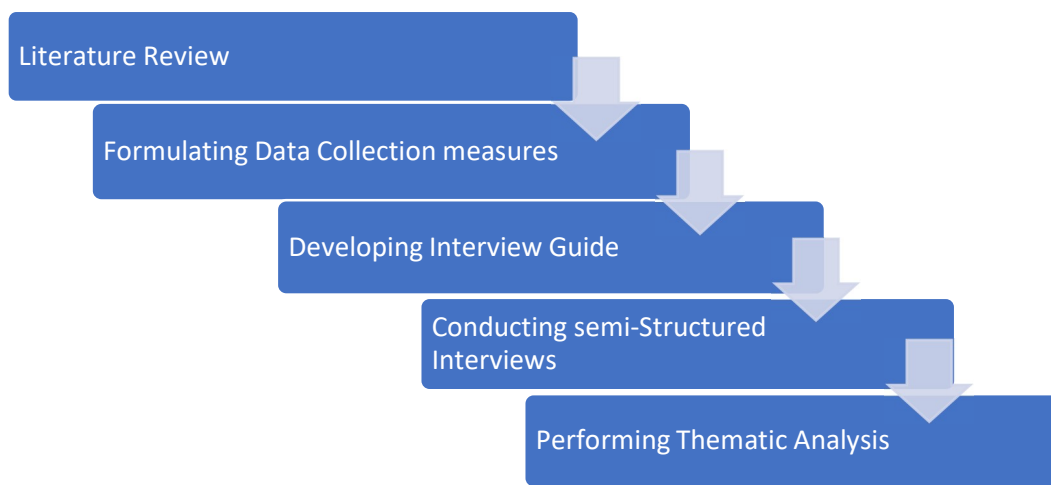 Literature Review
Formulating Data Collection measures
Developing Interview Guide
Conducting semi-Structured
Interviews
Performing Thematic Analysis